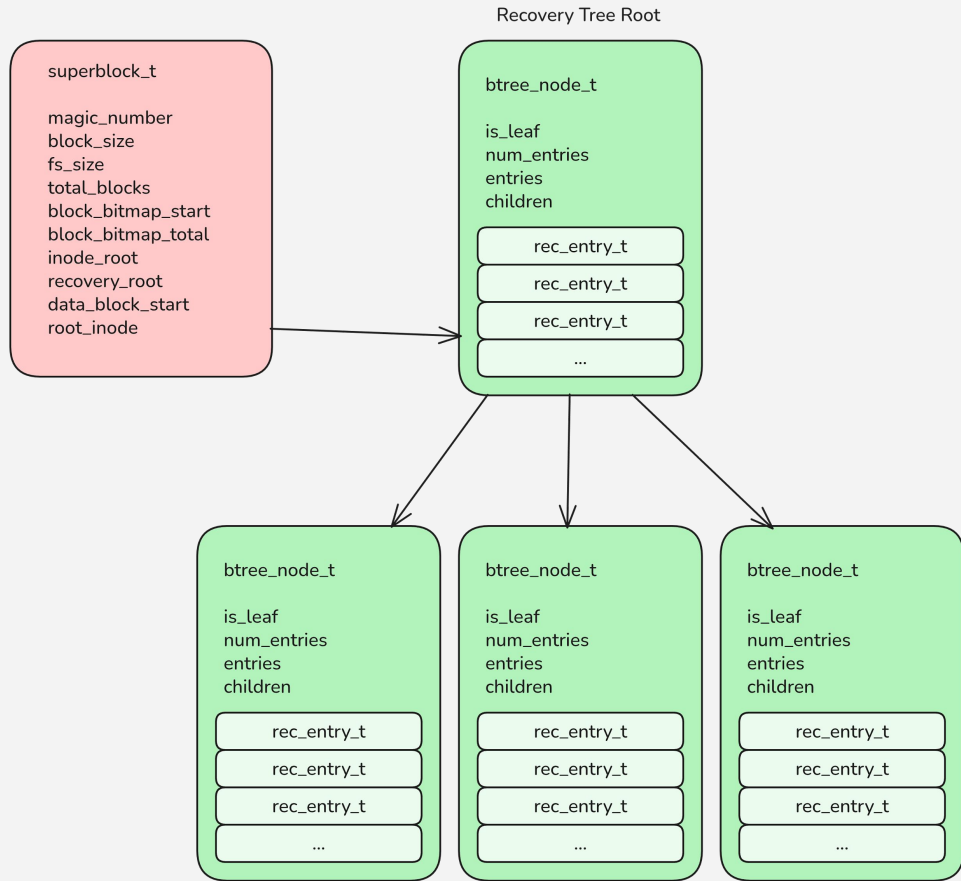 Recovery Tree Root
superblock_t
magic_number
block_size
fs_size
total_blocks
block_bitmap_start
block_bitmap_total
inode_root
recovery_root
data_block_start
root_inode
btree_node_t
is_leaf
num_entries
entries
children
rec_entry_t
rec_entry_t
rec_entry_t
...
btree_node_t
is_leaf
num_entries
entries
children
rec_entry_t
rec_entry_t
rec_entry_t
...
btree_node_t
is_leaf
num_entries
entries
children
rec_entry_t
rec_entry_t
rec_entry_t
...
btree_node_t
is_leaf
num_entries
entries
children
rec_entry_t
rec_entry_t
rec_entry_t
...